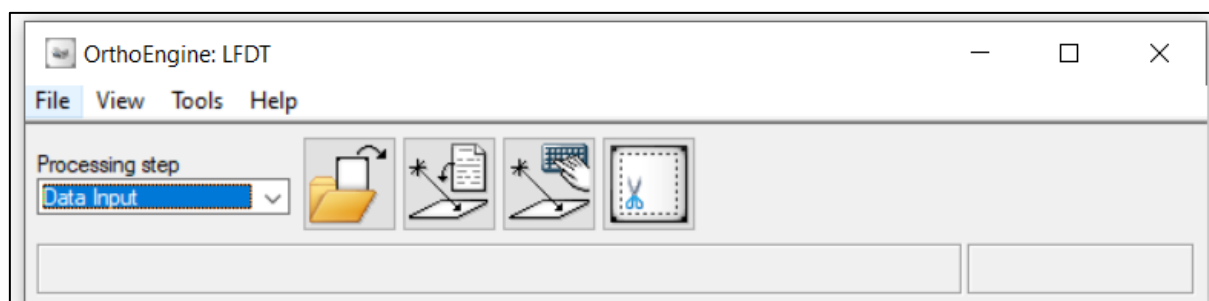 OrthoEngine: LFDT
File View Tools Help
Processing step
Data Input